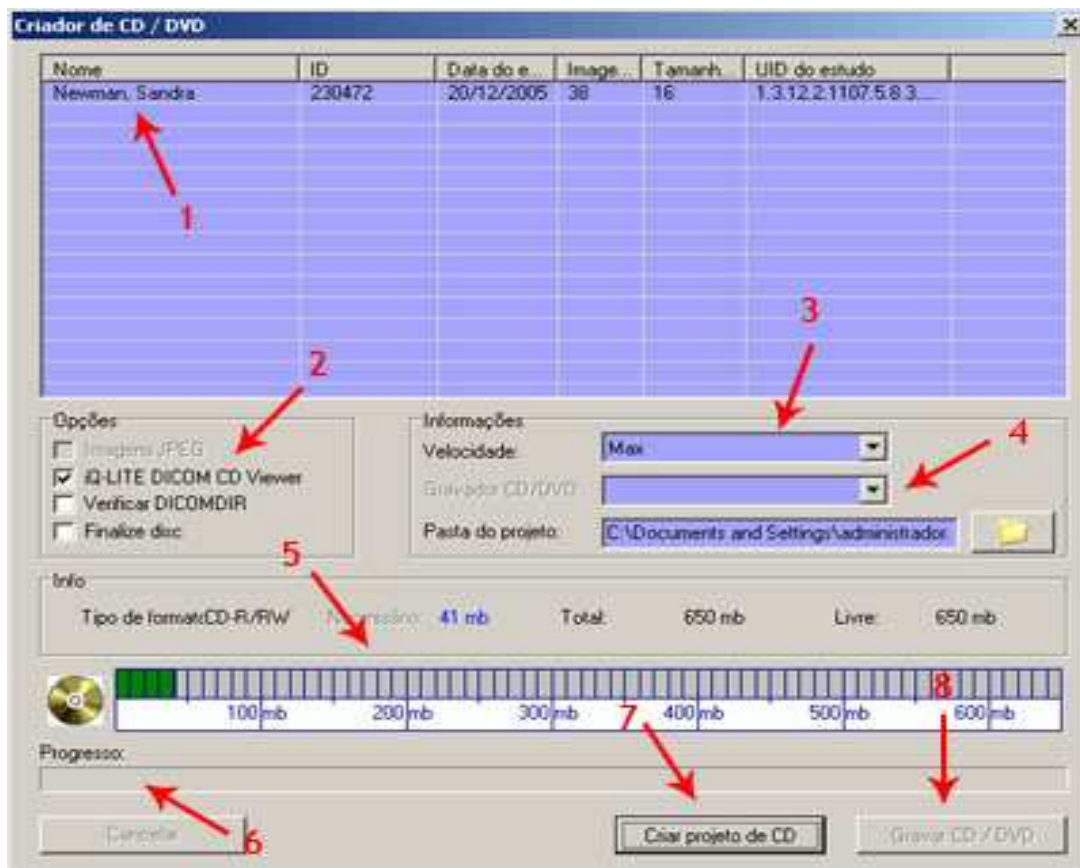 Criador de CD / DVD
Nome ID Data do e... Image... Tamanh.. UID do estudo
Newman, Sandra 230472 20/12/2005 38 16 1.3.12.2.1107.5.8.3....
1
2
3
4
Opções
Imagens JPEG
iQ-LITE DICOM CD Viewer
Verificar DICOMDIR
Finalize disc
Informações
Velocidade: Max
Gravador CD/DVD
Pasta do projeto: C:\Documents and Settings\administrador.
5
Info
Tipo de format:CD-R/RW 41 mb Total: 650 mb Livre: 650 mb
8
100 mb 200 mb 300 mb 400 mb 500 mb 600 mb
7
Progresso:
6
Cancelar Criar projeto de CD Gravar CD / DVD